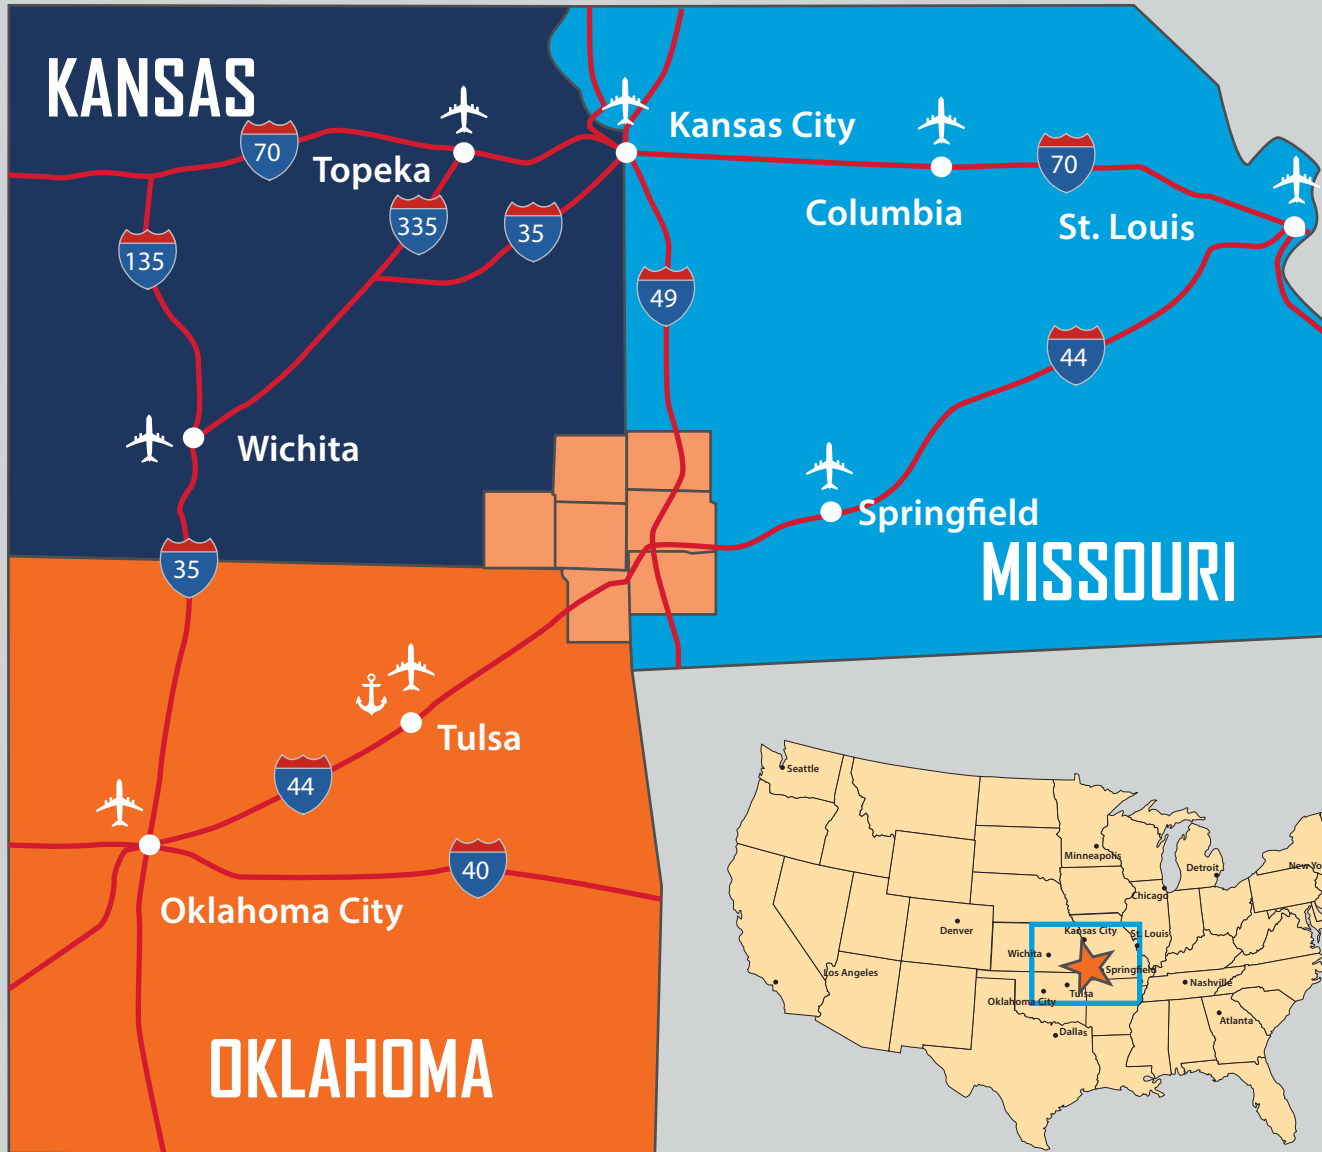 KANSAS
70
Topeka
Kansas City
Columbia
70
St. Louis
335
35
135
49
44
Wichita
Springfield
35
MISSOURI
Tulsa
44
40
Oklahoma City
OKLAHOMA
Seattle
Minneapolis
Detroit
New Yo
Chicago
Denver
Kansas City
St. Louis
Wichita
Springfield
Los Angeles
Nashville
Tulsa
Oklahoma City
Atlanta
Dallas